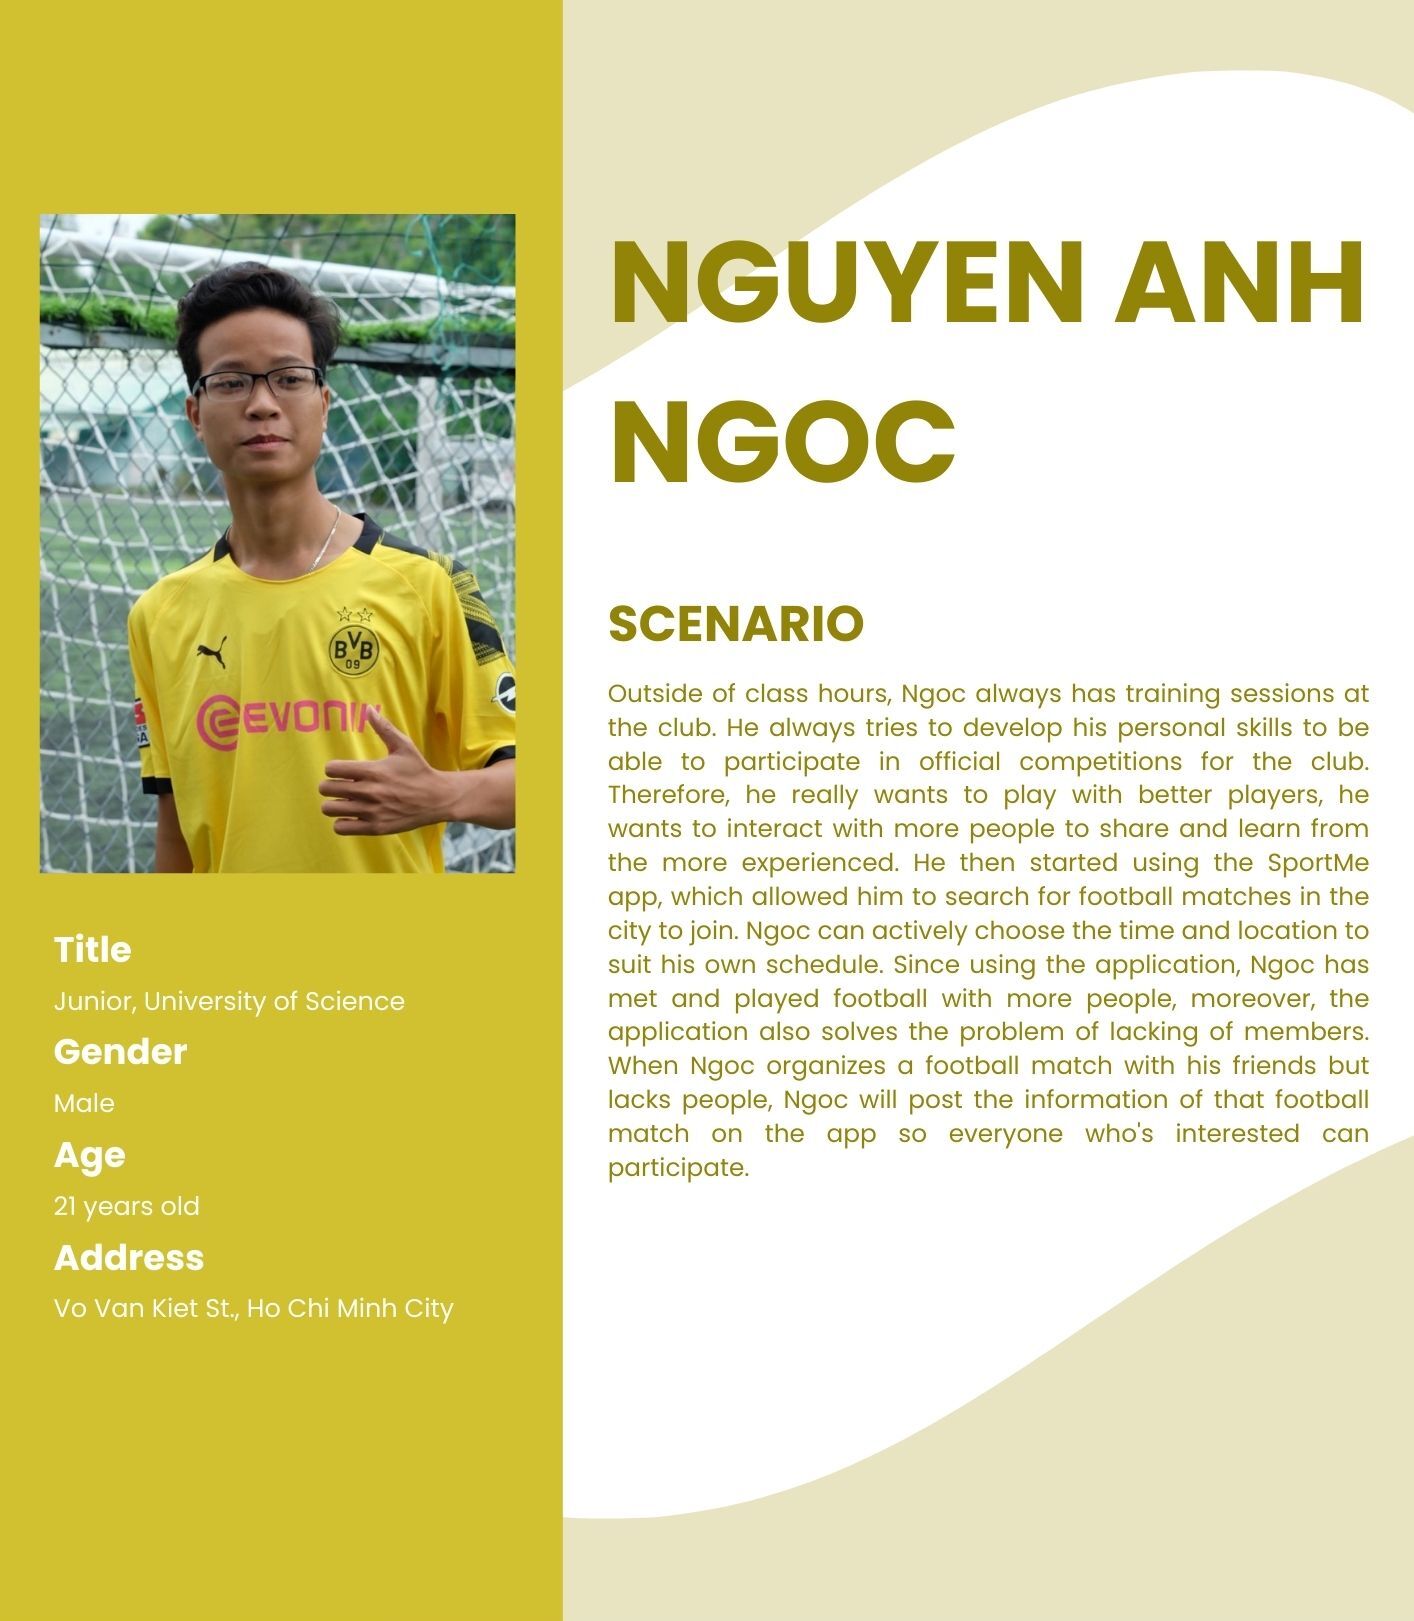 NGUYEN ANH
NGOC
SCENARIO
Outside of class hours, Ngoc always has training sessions at
the club. He always tries to develop his personal skills to be
able to participate in official competitions for the club.
Therefore, he really wants to play with better players, he
wants to interact with more people to share and learn from
the more experienced. He then started using the SportMe
app, which allowed him to search for football matches in the
city to join. Ngoc can actively choose the time and location to
suit his own schedule. Since using the application, Ngoc has
met and played football with more people, moreover, the
application also solves the problem of lacking of members.
When Ngoc organizes a football match with his friends but
lacks people, Ngoc will post the information of that football
match on the app so everyone who's interested can
participate.
BVB
09
EVONIK
Title
Junior, University of Science
Gender
Male
Age
21 years old
Address
Vo Van Kiet St., Ho Chi Minh City